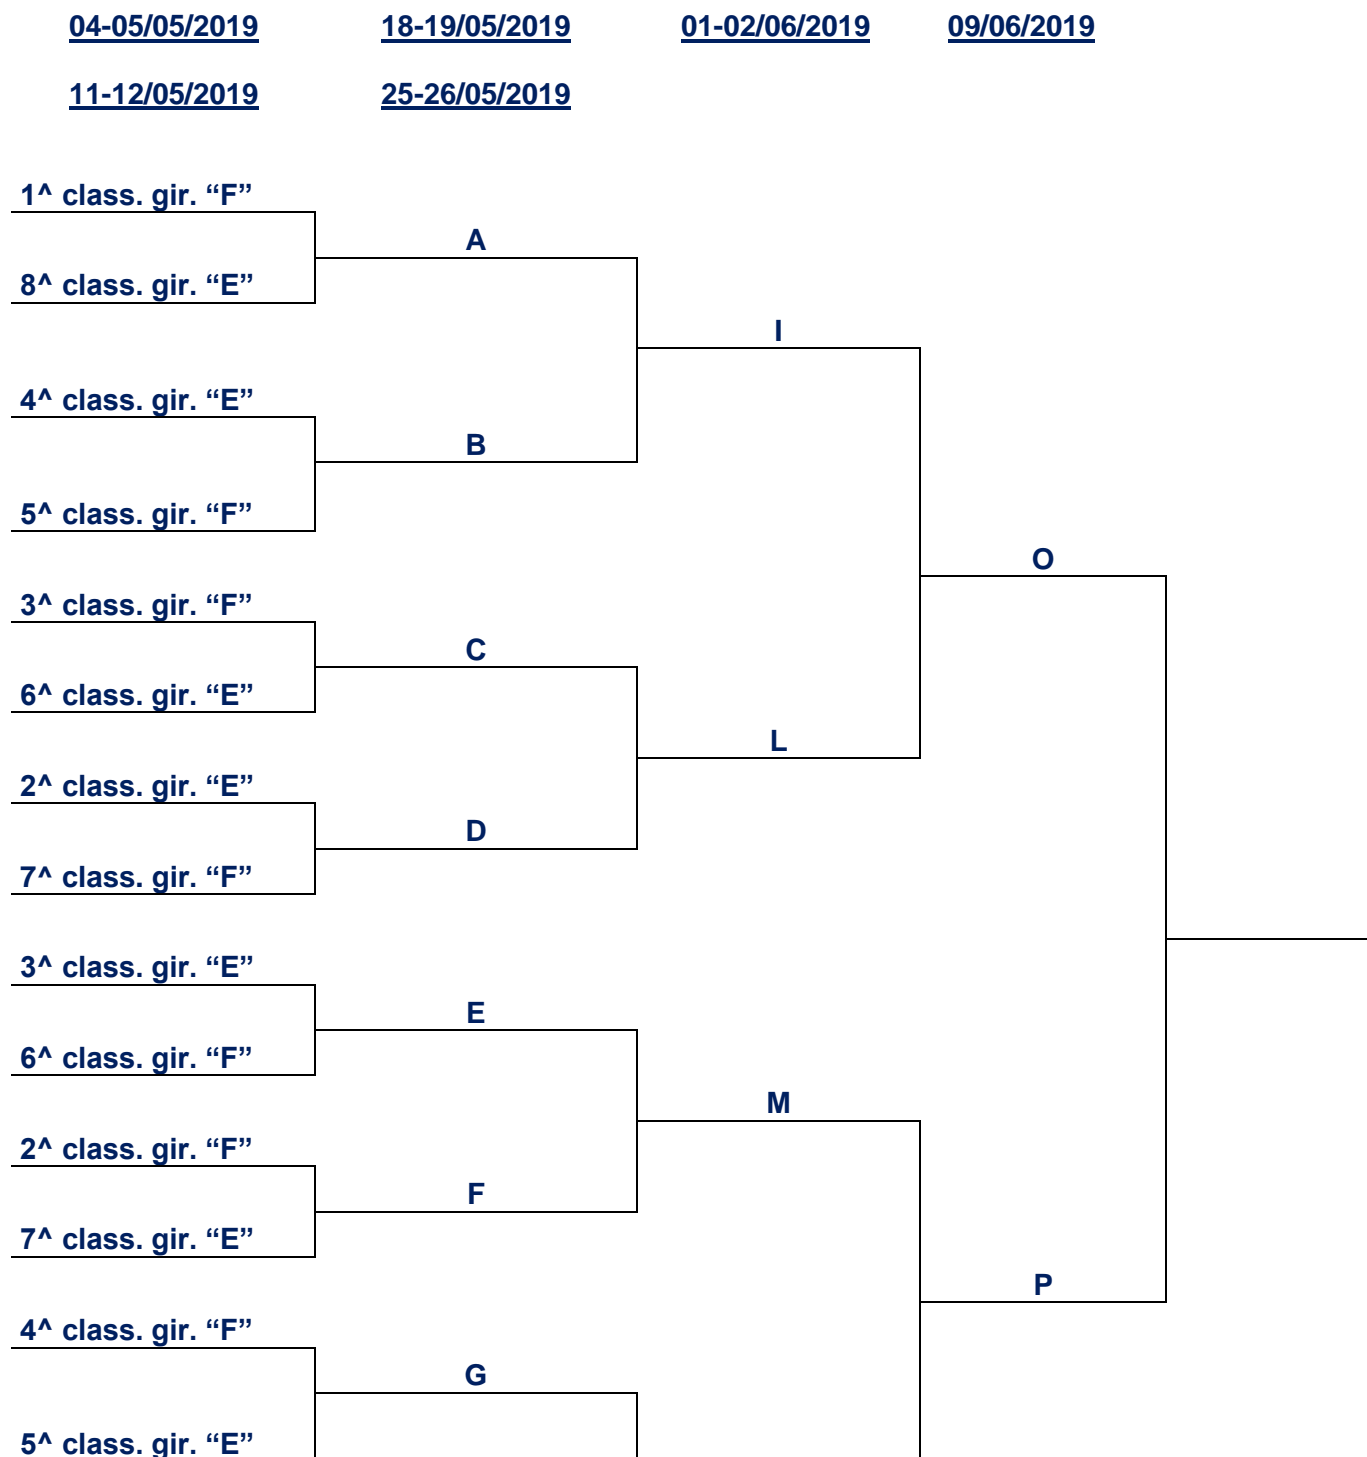 04-05/05/2019 18-19/05/2019 01-02/06/2019 09/06/2019
11-12/05/2019 25-26/05/2019
1^ class. gir. “F”
A
8^ class. gir. “E”
I
4^ class. gir. “E”
B
5^ class. gir. “F”
O
3^ class. gir. “F”
C
6^ class. gir. “E”
L
2^ class. gir. “E”
D
7^ class. gir. “F”
3^ class. gir. “E”
E
6^ class. gir. “F”
M
2^ class. gir. “F”
F
7^ class. gir. “E”
P
4^ class. gir. “F”
G
5^ class. gir. “E”